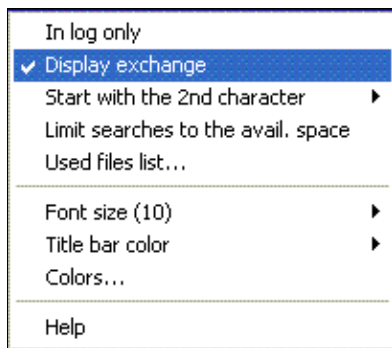 In log only
Display exchange
Start with the 2nd character
Limit searches to the avail. space
Used files list...
Font size (10)
Title bar color
Colors...
Help